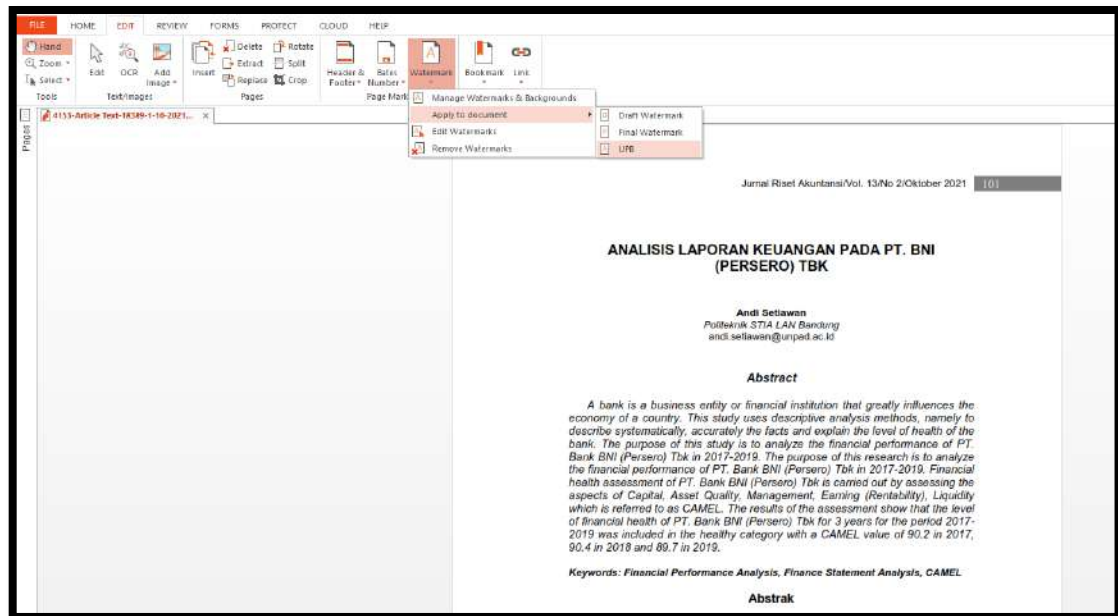 FILE HOME EDIT REVIEW FORMS PROTECT CLOUD HELP
Hand
Zoom
Select
Tools
Edit
OCR
Add Image
Text/Images
Insert
Delete
Extract
Replace
Rotate
Split
Crop
Pages
Header & Footer
Bates Number
Watermark
Page Mark
Bookmark
Link
Manage Watermarks & Backgrounds
Apply to document
Edit Watermarks
Remove Watermarks
Draft Watermark
Final Watermark
UPB
4153-Article Text-18389-1-10-2021...
Pages
Jurnal Riset Akuntansi/Vol. 13/No 2/Oktober 2021 101
ANALISIS LAPORAN KEUANGAN PADA PT. BNI
(PERSERO) TBK
Andi Setiawan
Politeknik STIA LAN Bandung
andi.setiawan@unpad.ac.id
Abstract
A bank is a business entity or financial institution that greatly influences the
economy of a country. This study uses descriptive analysis methods, namely to
describe systematically, accurately the facts and explain the level of health of the
bank. The purpose of this study is to analyze the financial performance of PT.
Bank BNI (Persero) Tbk in 2017-2019. The purpose of this research is to analyze
the financial performance of PT. Bank BNI (Persero) Tbk in 2017-2019. Financial
health assessment of PT. Bank BNI (Persero) Tbk is carried out by assessing the
aspects of Capital, Asset Quality, Management, Earning (Rentability), Liquidity
which is referred to as CAMEL. The results of the assessment show that the level
of financial health of PT. Bank BNI (Persero) Tbk for 3 years for the period 2017-
2019 was included in the healthy category with a CAMEL value of 90.2 in 2017,
90.4 in 2018 and 89.7 in 2019.
Keywords: Financial Performance Analysis, Finance Statement Analysis, CAMEL
Abstrak